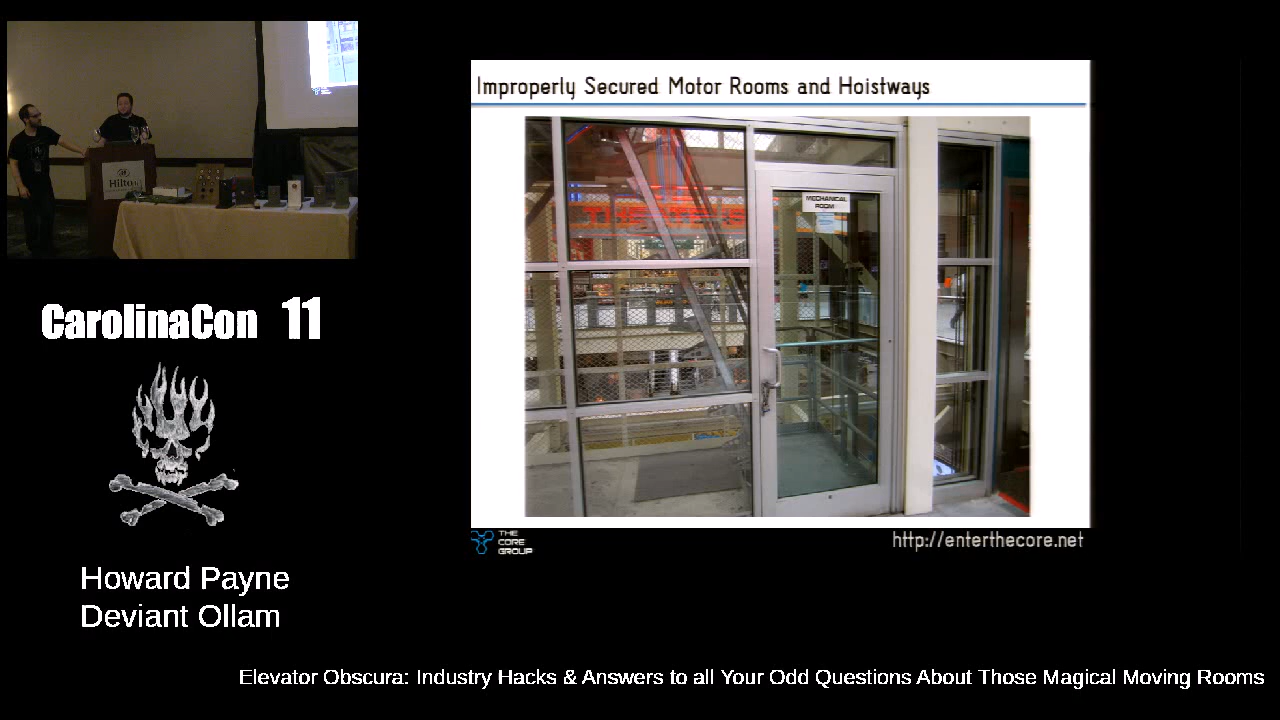 Improperly Secured Motor Rooms and Hoistways
MECHANICAL
ROOM
Hilton
CarolinaCon 11
THE
CORE
GROUP
http://enterthecore.net
Howard Payne
Deviant Ollam
Elevator Obscura: Industry Hacks & Answers to all Your Odd Questions About Those Magical Moving Rooms